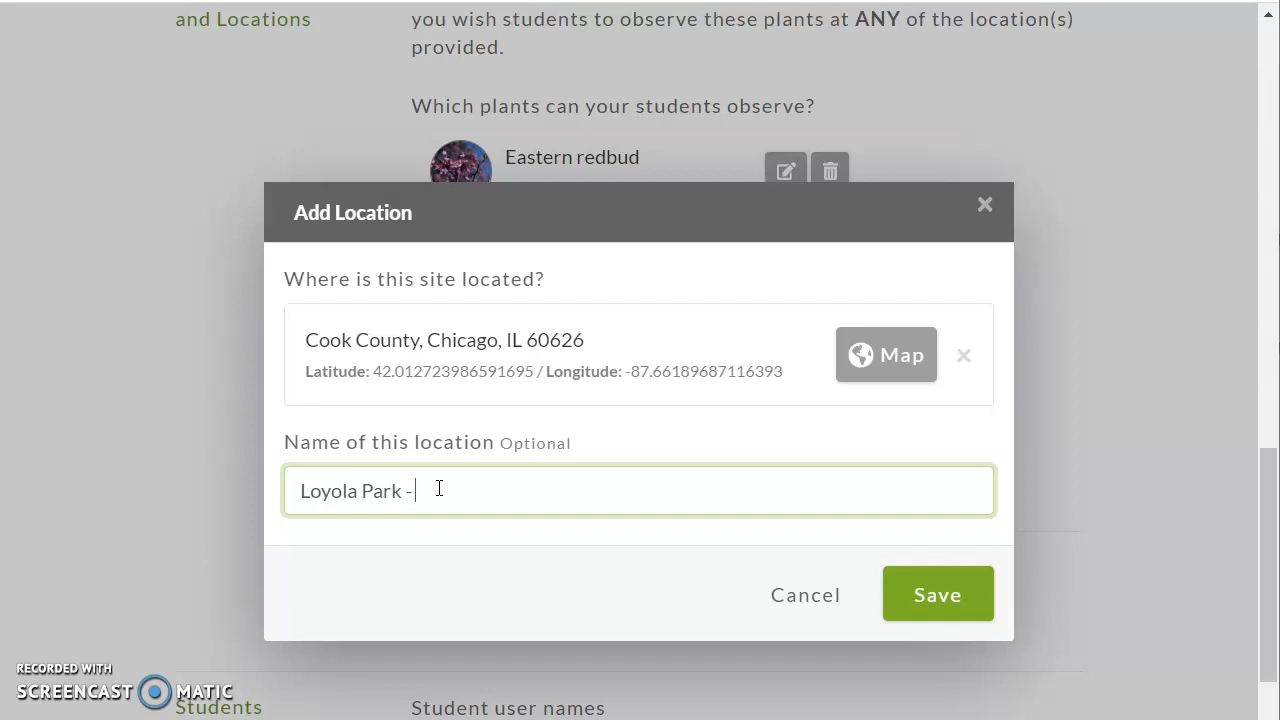 and Locations
you wish students to observe these plants at ANY of the location(s)
provided.
Which plants can your students observe?
Eastern redbud
Add Location
Where is this site located?
Cook County, Chicago, IL 60626
Latitude: 42.012723986591695 / Longitude: -87.66189687116393
Map
Name of this location Optional
Loyola Park -
Cancel
Save
RECORDED WITH
SCREENCAST MATIC
Students
Student user names